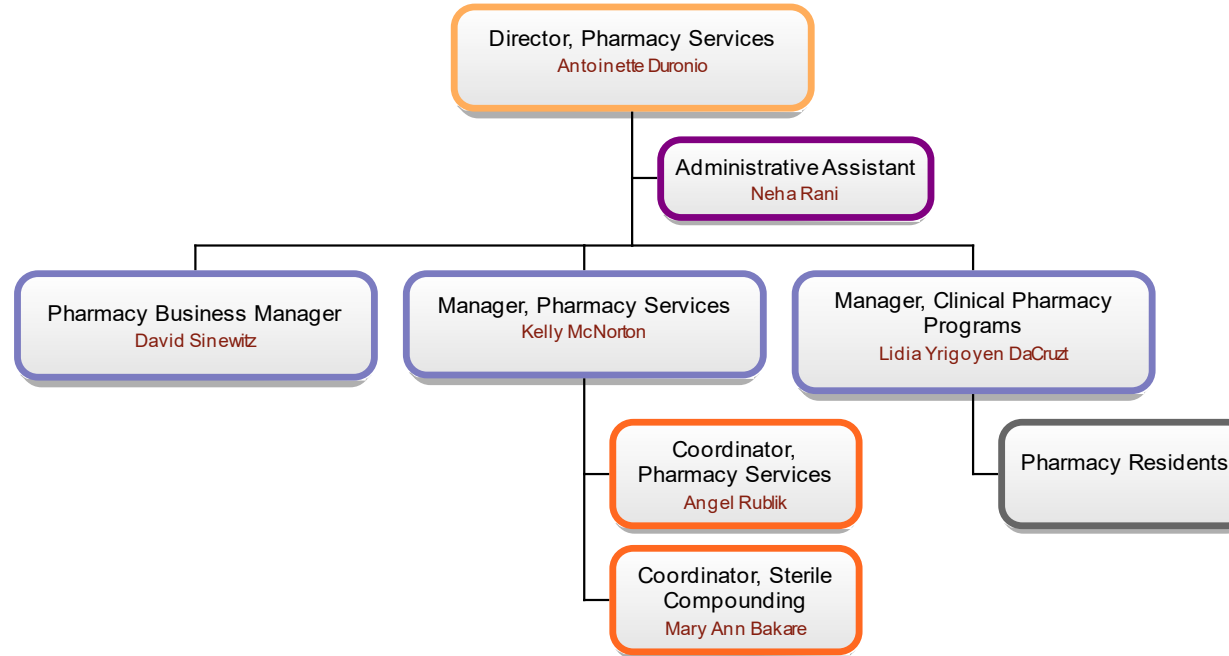 Director, Pharmacy Services
Antoinette Duronio
Administrative Assistant
Neha Rani
Pharmacy Business Manager
David Sinewitz
Manager, Pharmacy Services
Kelly McNorton
Manager, Clinical Pharmacy
Programs
Lidia Yrigoyen DaCruzt
Coordinator,
Pharmacy Services
Angel Rublik
Pharmacy Residents
Coordinator, Sterile
Compounding
Mary Ann Bakare